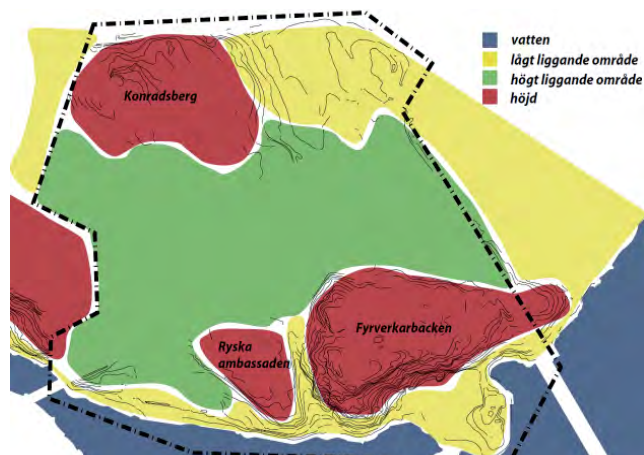 vatten
lågt liggande område
högt liggande område
höjd
Konradsberg
Fyrverkarbacken
Ryska
ambassaden